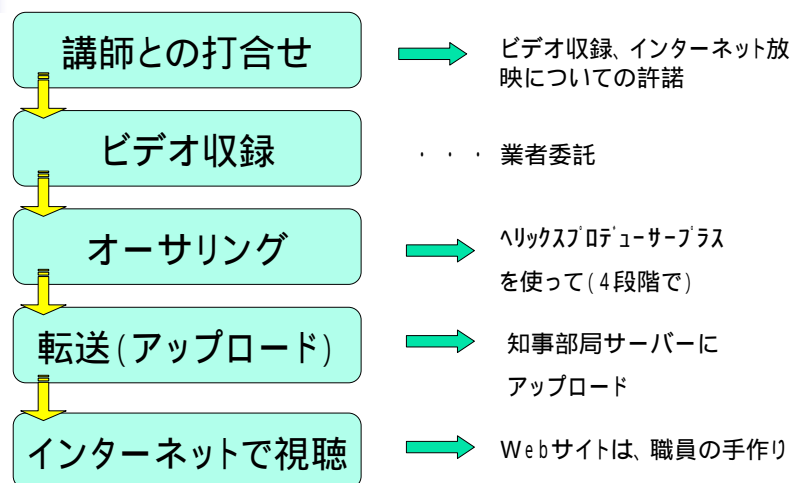 講師との打合せ
ビデオ収録、インターネット放
映についての許諾
ビデオ収録
・・・ 業者委託
オーサリング
ﾍﾘｯｸｽﾌﾟﾛﾃﾞｭｰｻｰﾌﾟﾗｽ
を使って(4段階で)
転送(アップロード)
知事部局サーバーに
アップロード
インターネットで視聴
Webサイトは、職員の手作り